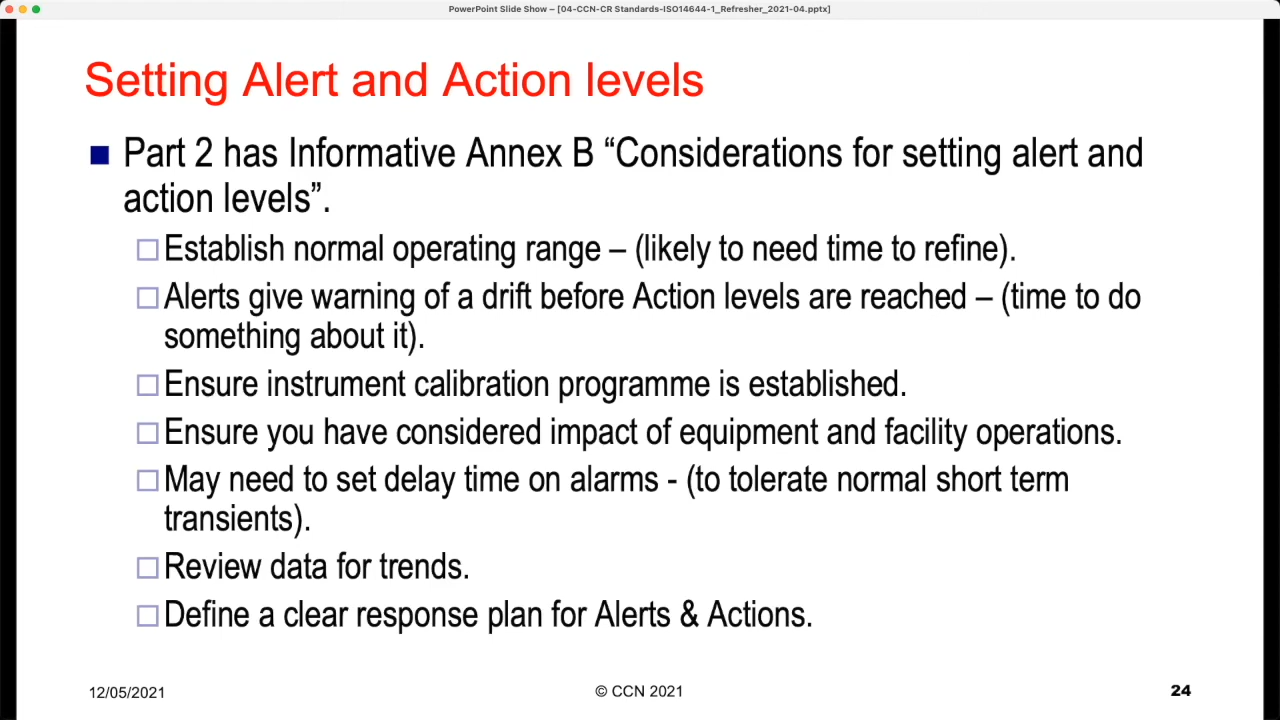 PowerPoint Slide Show – [04-CCN-CR Standards-ISO14644-1_Refresher_2021-04.pptx]
Setting Alert and Action levels
Part 2 has Informative Annex B “Considerations for setting alert and
action levels”.
Establish normal operating range – (likely to need time to refine).
Alerts give warning of a drift before Action levels are reached – (time to do
something about it).
Ensure instrument calibration programme is established.
Ensure you have considered impact of equipment and facility operations.
May need to set delay time on alarms - (to tolerate normal short term
transients).
Review data for trends.
Define a clear response plan for Alerts & Actions.
12/05/2021
© CCN 2021
24